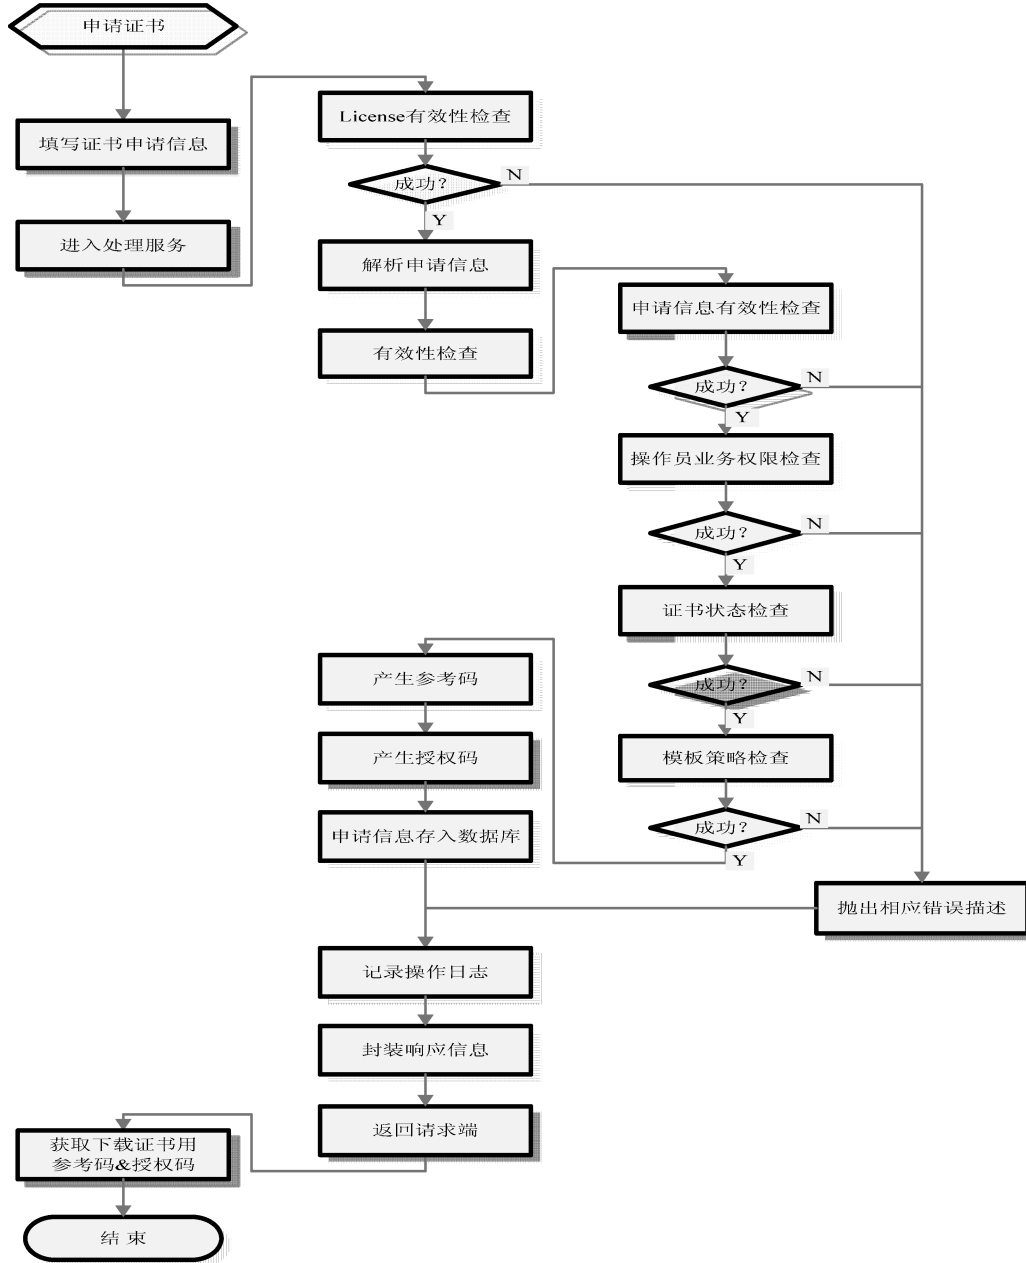 申请证书
填写证书申请信息
进入处理服务
License有效性检查
成功?
N
Y
解析申请信息
有效性检查
申请信息有效性检查
成功?
N
Y
操作员业务权限检查
成功?
N
Y
证书状态检查
成功?
N
Y
模板策略检查
成功?
N
Y
产生参考码
产生授权码
申请信息存入数据库
抛出相应错误描述
记录操作日志
封装响应信息
返回请求端
获取下载证书用
参考码&授权码
结 束